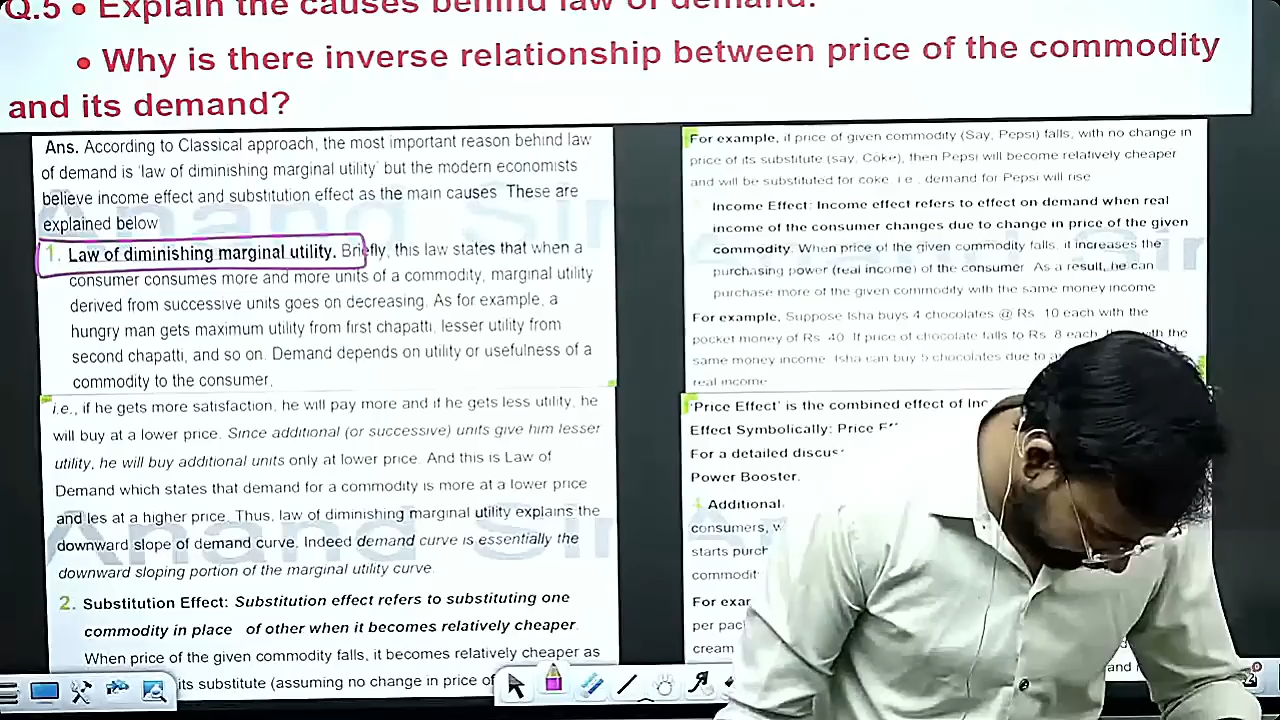 Q.5 • Explain the causes behind law of demand.
• Why is there inverse relationship between price of the commodity
and its demand?
Ans. According to Classical approach, the most important reason behind law
of demand is 'law of diminishing marginal utility' but the modern economists
believe income effect and substitution effect as the main causes. These are
explained below
1. Law of diminishing marginal utility. Briefly, this law states that when a
consumer consumes more and more units of a commodity, marginal utility
derived from successive units goes on decreasing. As for example, a
hungry man gets maximum utility from first chapatti, lesser utility from
second chapatti, and so on. Demand depends on utility or usefulness of a
commodity to the consumer.
i.e., if he gets more satisfaction, he will pay more and if he gets less utility, he
will buy at a lower price. Since additional (or successive) units give him lesser
utility, he will buy additional units only at lower price. And this is Law of
Demand which states that demand for a commodity is more at a lower price
and les at a higher price. Thus, law of diminishing marginal utility explains the
downward slope of demand curve. Indeed demand curve is essentially the
downward sloping portion of the marginal utility curve.
2. Substitution Effect: Substitution effect refers to substituting one
commodity in place of other when it becomes relatively cheaper.
When price of the given commodity falls, it becomes relatively cheaper as
its substitute (assuming no change in price of
For example, if price of given commodity (Say, Pepsi) falls, with no change in
price of its substitute (say, Coke), then Pepsi will become relatively cheaper
and will be substituted for coke, i.e., demand for Pepsi will rise
Income Effect: Income effect refers to effect on demand when real
income of the consumer changes due to change in price of the given
commodity. When price of the given commodity falls, it increases the
purchasing power (real income) of the consumer. As a result, he can
purchase more of the given commodity with the same money income
For example, Suppose Isha buys 4 chocolates @ Rs. 10 each with the
pocket money of Rs. 40. If price of chocolate falls to Rs. 8 each, with the
same money income Isha can buy 5 chocolates due to
real income
'Price Effect' is the combined effect of
Effect Symbolically: Price
For a detailed
Power Booster.
Additional
consumers,
starts
For
per
cream
and
Anand Sir
Anand Sir